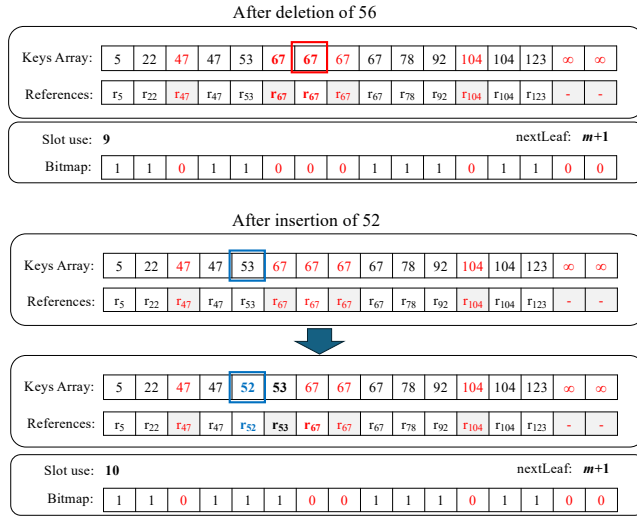 After deletion of 56
Keys Array: 5 22 47 47 53 67 67 67 67 78 92 104 104 123 ∞ ∞
References: r5 r22 r47 r47 r53 r67 r67 r67 r67 r78 r92 r104 r104 r123 - -
Slot use: 9 nextLeaf: m+1
Bitmap: 1 1 0 1 1 0 0 0 1 1 1 0 1 1 0 0
After insertion of 52
Keys Array: 5 22 47 47 53 67 67 67 67 78 92 104 104 123 ∞ ∞
References: r5 r22 r47 r47 r53 r67 r67 r67 r67 r78 r92 r104 r104 r123 - -
Keys Array: 5 22 47 47 52 53 67 67 67 78 92 104 104 123 ∞ ∞
References: r5 r22 r47 r47 r52 r53 r67 r67 r67 r78 r92 r104 r104 r123 - -
Slot use: 10 nextLeaf: m+1
Bitmap: 1 1 0 1 1 1 0 0 1 1 1 0 1 1 0 0